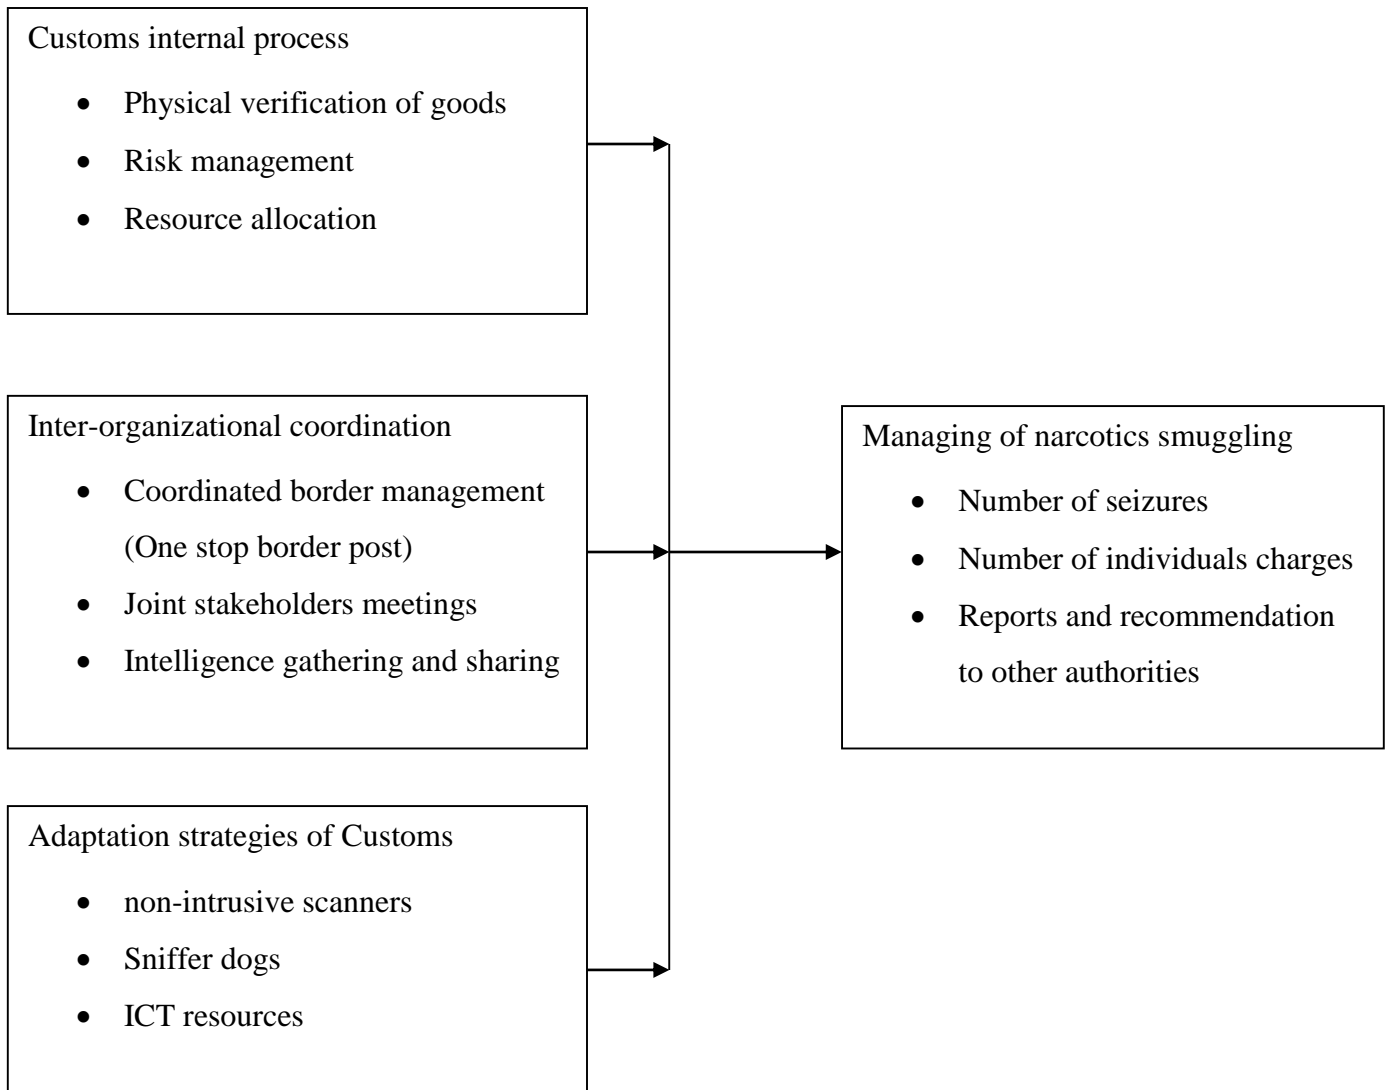 Customs internal process
• Physical verification of goods
• Risk management
• Resource allocation
Inter-organizational coordination
• Coordinated border management
(One stop border post)
• Joint stakeholders meetings
• Intelligence gathering and sharing
Adaptation strategies of Customs
• non-intrusive scanners
• Sniffer dogs
• ICT resources
Managing of narcotics smuggling
• Number of seizures
• Number of individuals charges
• Reports and recommendation
to other authorities